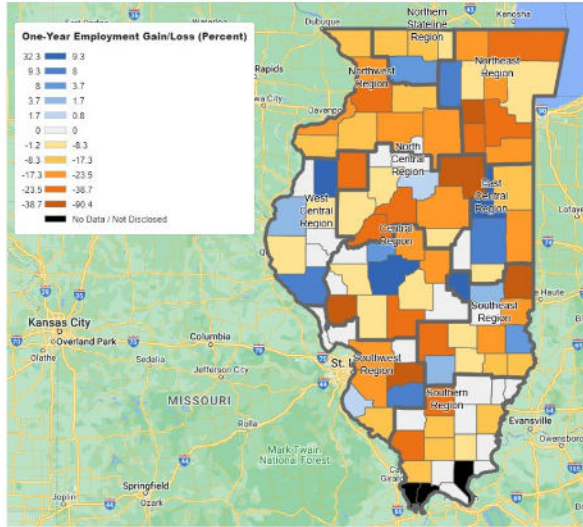 Northern Stateline
Region
Dubuque
Kenosha
One-Year Employment Gain/Loss (Percent)
32.3 9.3
9.3 8
8 3.7
3.7 1.7
1.7 0.8
0 0
-1.2 -8.3
-8.3 -17.3
-17.3 -23.5
-23.5 -38.7
-38.7 -90.4
No Data / Not Disclosed
Northwest
Region
Northeast
Region
Rapids
Davenpo
North
Central
Region
West
Central
Region
East
Central
Region
Lafaye
Central
Region
Haute
Southeast
Region
Kansas City
Overland Park
Olathe
Columbia
Sedalia
Jefferson City
St. L
Southwest
Region
MISSOURI
Rolla
Southern
Region
Evansville
Owensboro
Mark Twain
National Forest
Cap
Girard
Springfield
Joplin
Ozark